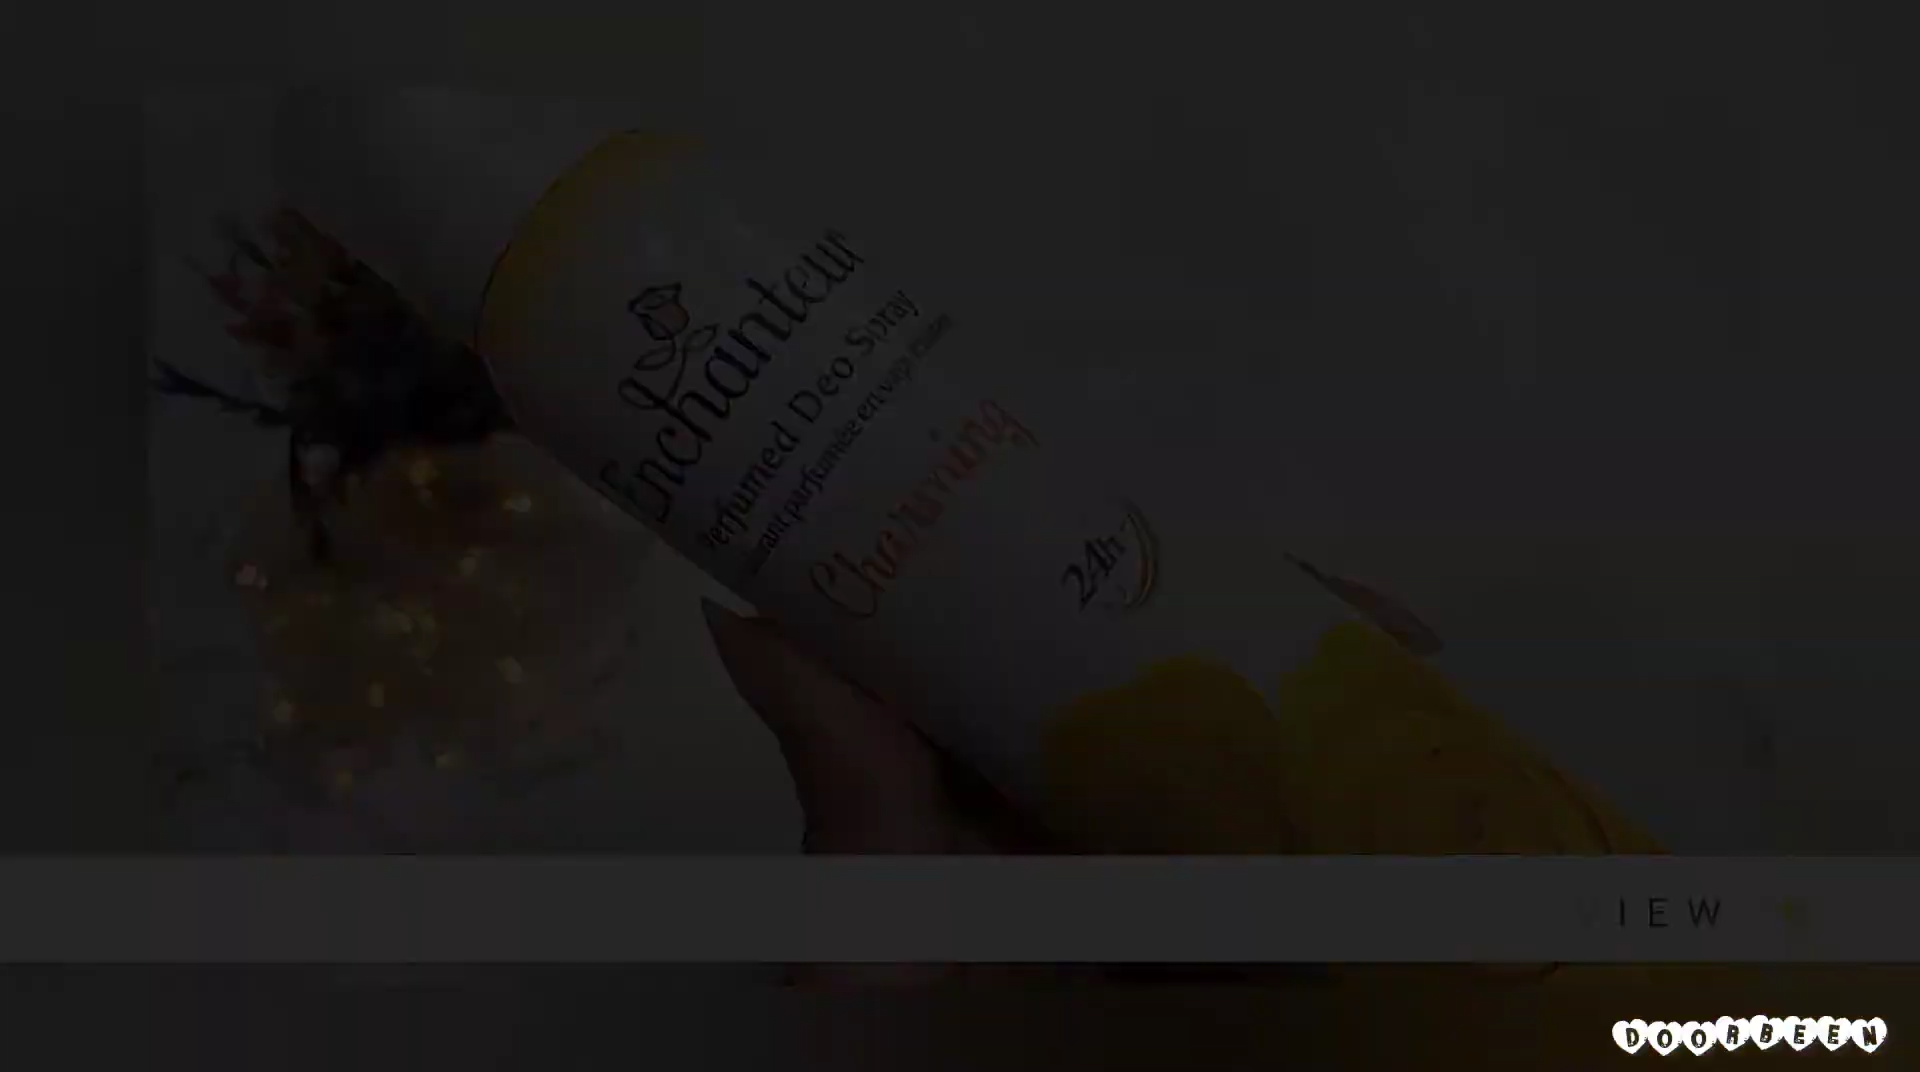 Enchanteur
Perfumed Deo Spray
Charming
24h
IEW
DOORBEEN